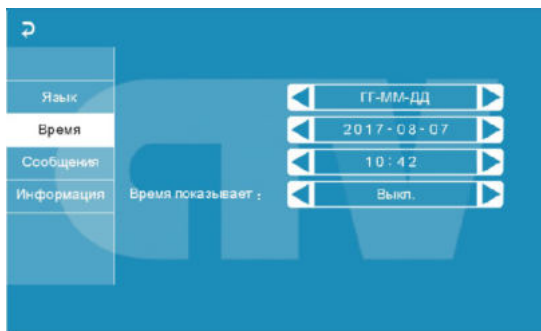 Язык
Время
Сообщения
Информация
ГГ-ММ-ДД
2017-08-07
10:42
Время показывает :
Выкл.